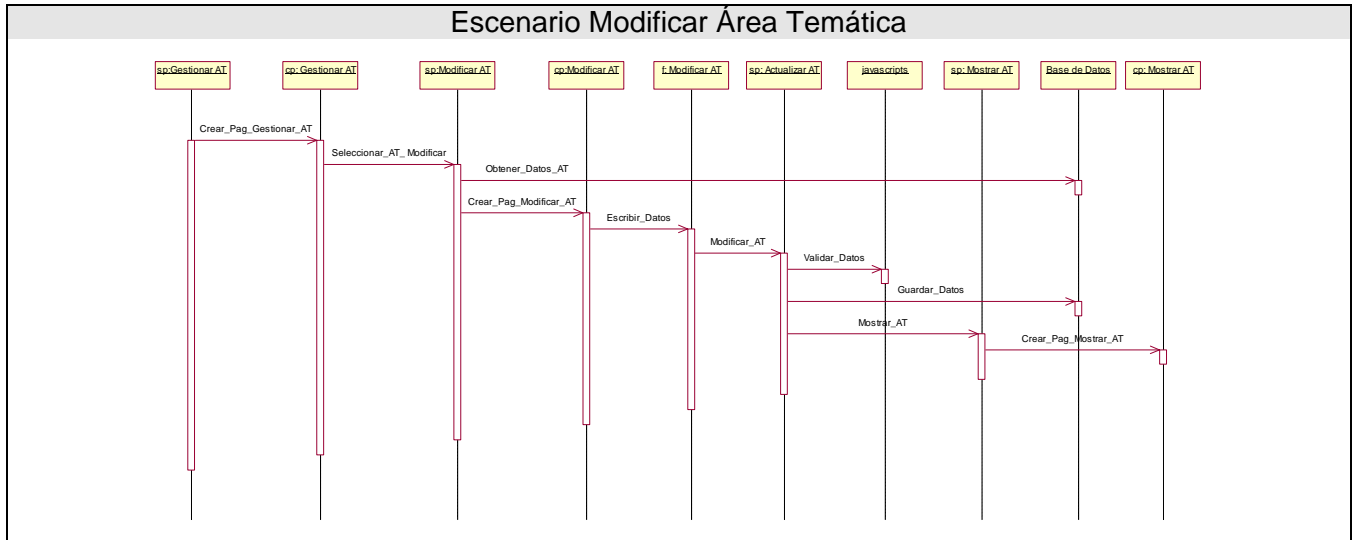 Escenario Modificar Área Temática
sp:Gestionar AT
cp: Gestionar AT
sp:Modificar AT
cp:Modificar AT
f: Modificar AT
sp: Actualizar AT
javascripts
sp: Mostrar AT
Base de Datos
cp: Mostrar AT
Crear_Pag_Gestionar_AT
Seleccionar_AT_ Modificar
Obtener_Datos_AT
Crear_Pag_Modificar_AT
Escribir_Datos
Modificar_AT
Validar_Datos
Guardar_Datos
Mostrar_AT
Crear_Pag_Mostrar_AT